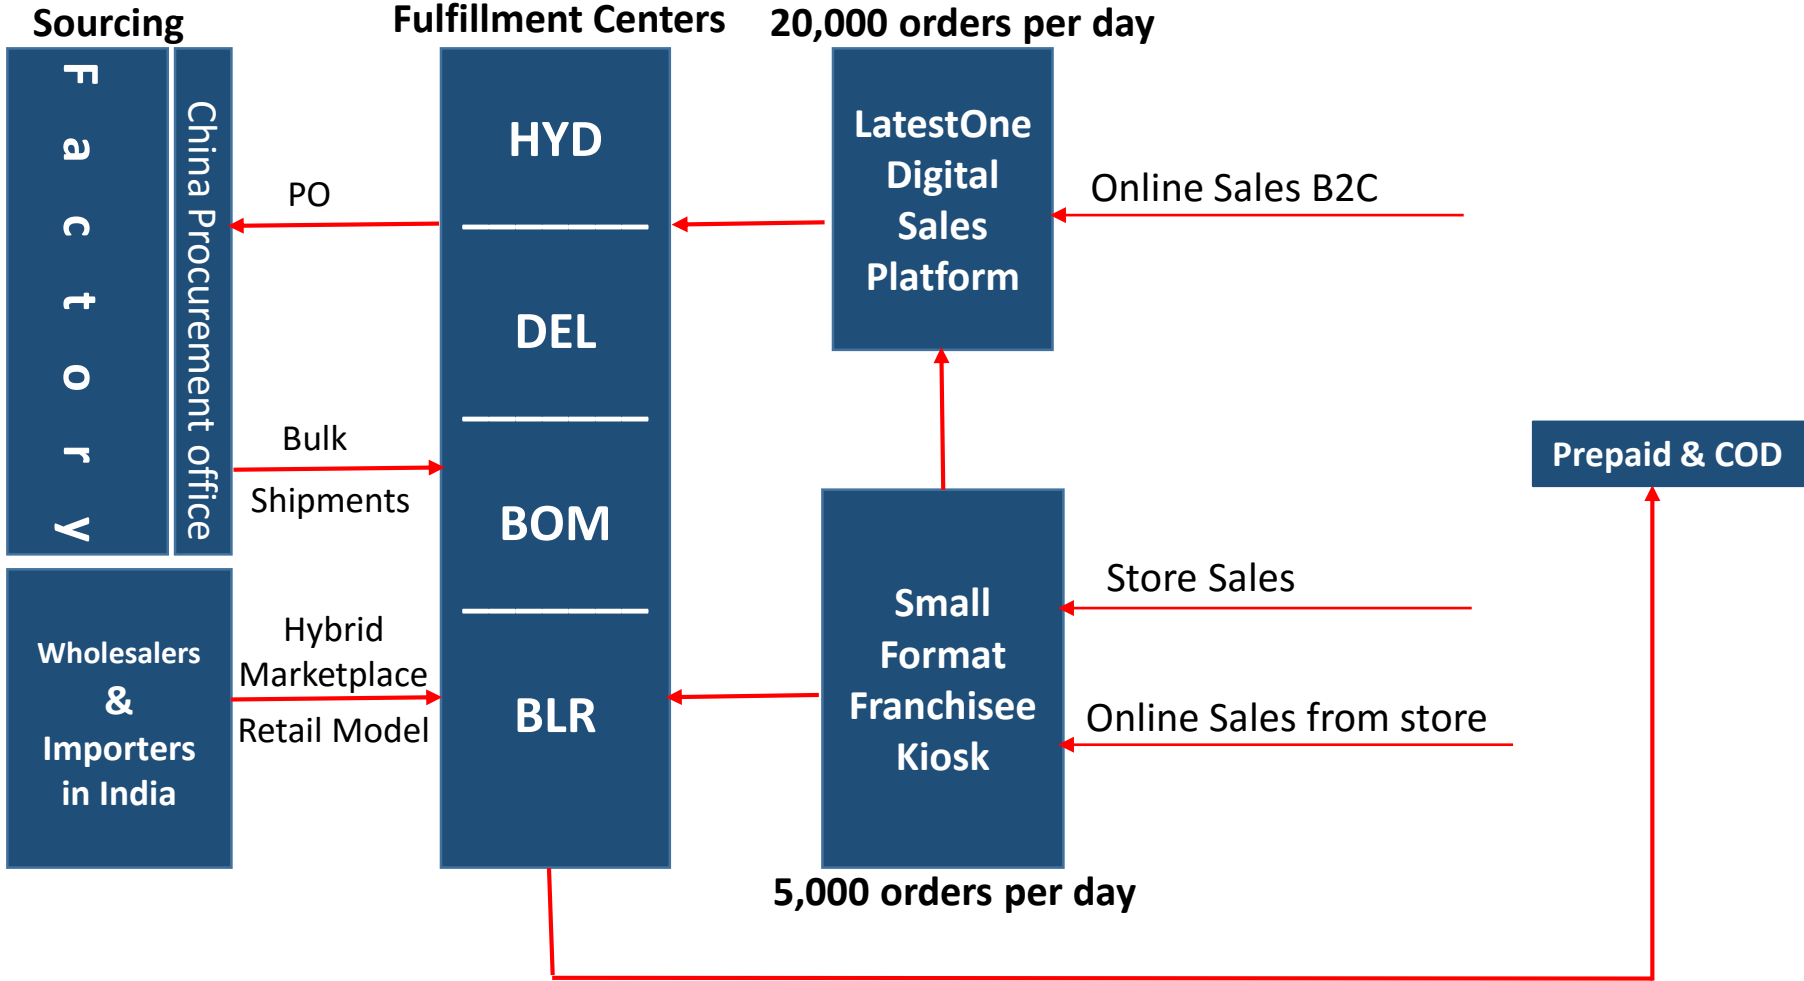 Sourcing
Fulfillment Centers
20,000 orders per day
Factory
China Procurement office
PO
Bulk
Shipments
Wholesalers
&
Importers
in India
Hybrid
Marketplace
Retail Model
HYD
DEL
BOM
BLR
LatestOne
Digital
Sales
Platform
Online Sales B2C
Small
Format
Franchisee
Kiosk
Store Sales
Online Sales from store
5,000 orders per day
Prepaid & COD